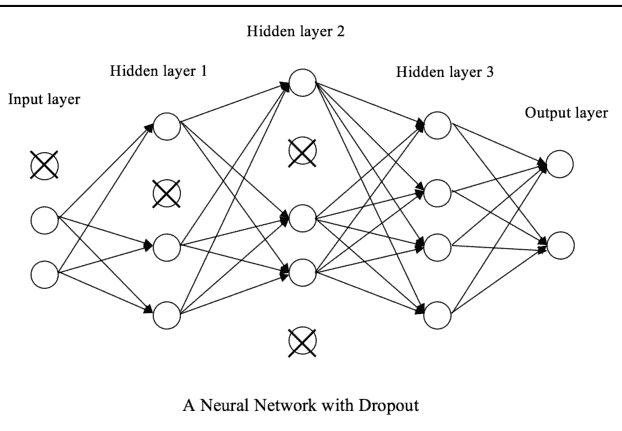 Hidden layer 2
Hidden layer 1
Hidden layer 3
Input layer
Output layer
A Neural Network with Dropout